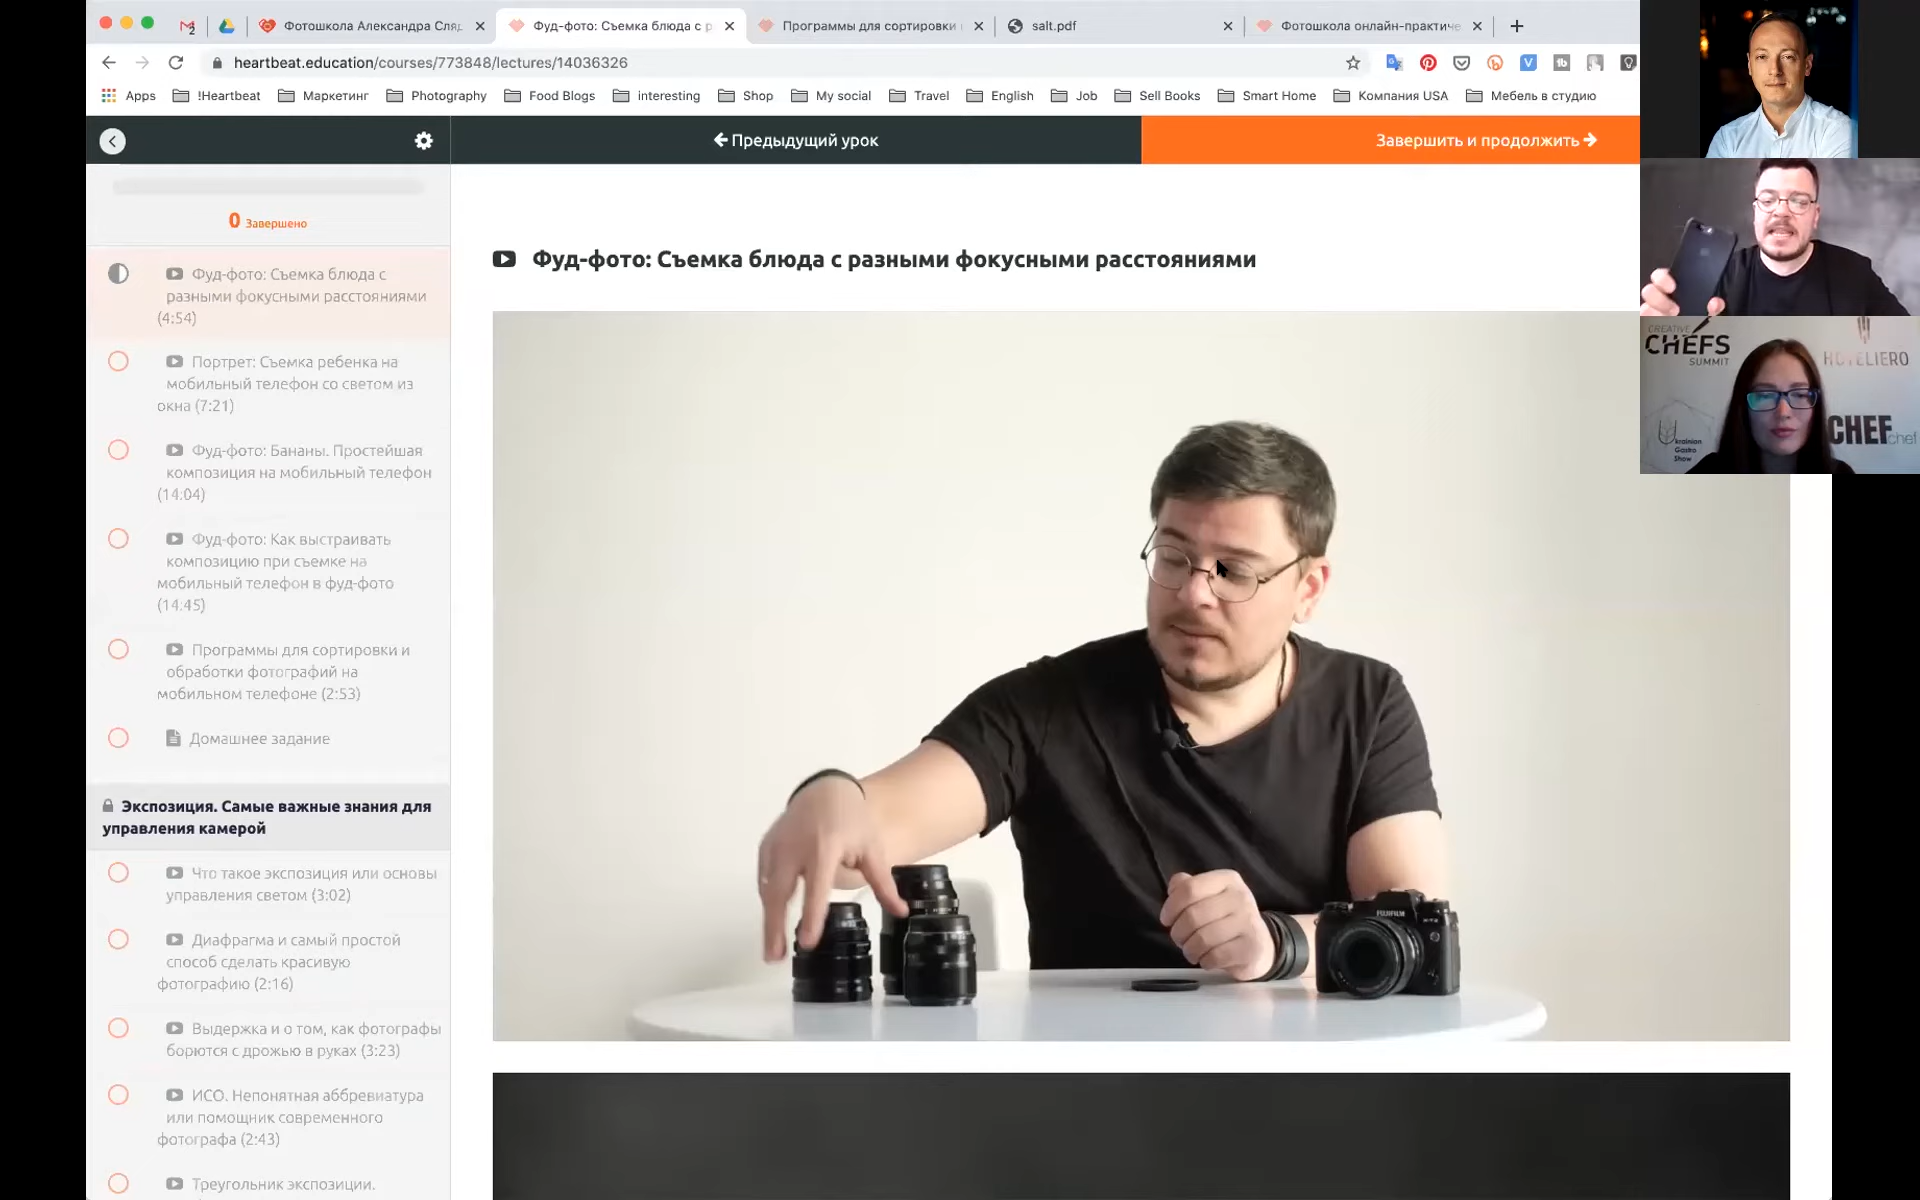 Фотошкола Александра Сляд
Фуд-фото: Съемка блюда с р
Программы для сортировки
salt.pdf
Фотошкола онлайн-практиче
heartbeat.education/courses/773848/lectures/14036326
Apps
!Heartbeat
Маркетинг
Photography
Food Blogs
interesting
Shop
My social
Travel
English
Job
Sell Books
Smart Home
Компания USA
Мебель в студию
Предыдущий урок
Завершить и продолжить
0 Завершено
Фуд-фото: Съемка блюда с
разными фокусными расстояниями
(4:54)
Портрет: Съемка ребенка на
мобильный телефон со светом из
окна (7:21)
Фуд-фото: Бананы. Простейшая
композиция на мобильный телефон
(14:04)
Фуд-фото: Как выстраивать
композицию при съемке на
мобильный телефон в фуд-фото
(14:45)
Программы для сортировки и
обработки фотографий на
мобильном телефоне (2:53)
Домашнее задание
Экспозиция. Самые важные знания для
управления камерой
Что такое экспозиция или основы
управления светом (3:02)
Диафрагма и самый простой
способ сделать красивую
фотографию (2:16)
Выдержка и о том, как фотографы
борются с дрожью в руках (3:23)
ИСО. Непонятная аббревиатура
или помощник современного
фотографа (2:43)
Треугольник экспозиции.
Фуд-фото: Съемка блюда с разными фокусными расстояниями
FUJIFILM
CREATIVE
CHEFS
SUMMIT
HOTELIERO
Ukrainian
Gastro
Show
CHEF chef